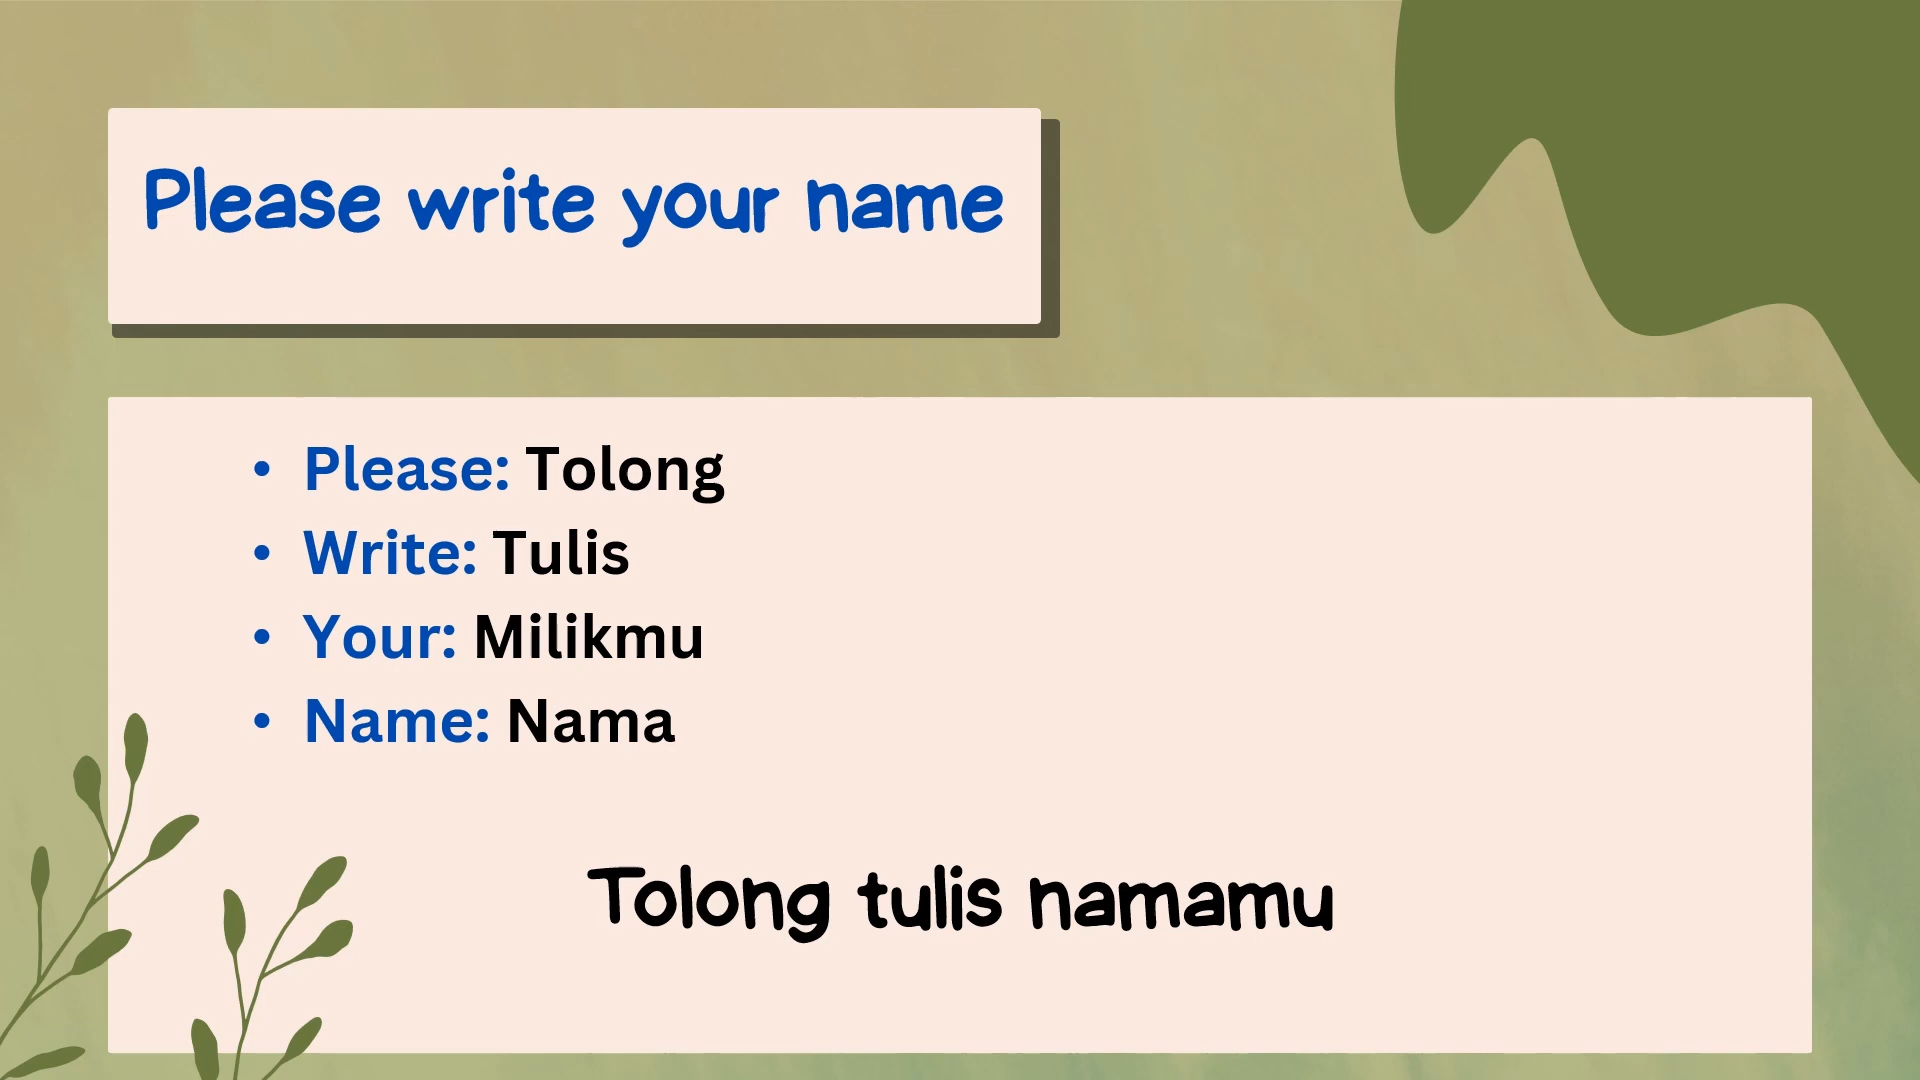 Please write your name
• Please: Tolong
• Write: Tulis
• Your: Milikmu
• Name: Nama
Tolong tulis namamu